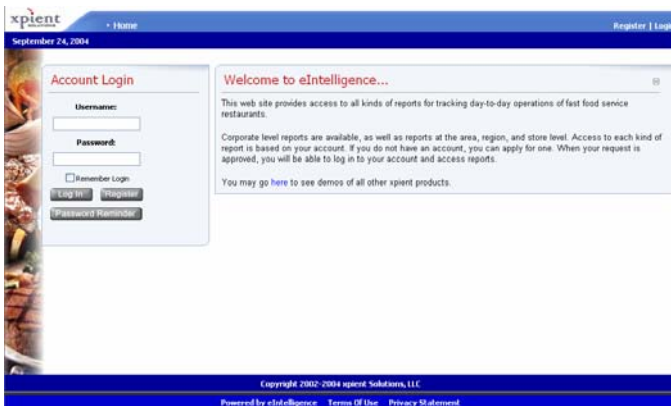 xpient
SOLUTIONS
• Home
Register | Login
September 24, 2004
Account Login
Username:
Password:
Remember Login
Log In
Register
Password Reminder
Welcome to eIntelligence...
This web site provides access to all kinds of reports for tracking day-to-day operations of fast food service
restaurants.
Corporate level reports are available, as well as reports at the area, region, and store level. Access to each kind of
report is based on your account. If you do not have an account, you can apply for one. When your request is
approved, you will be able to log in to your account and access reports.
You may go here to see demos of all other xpient products.
Copyright 2002-2004 xpient Solutions, LLC
Powered by eIntelligence Terms Of Use Privacy Statement